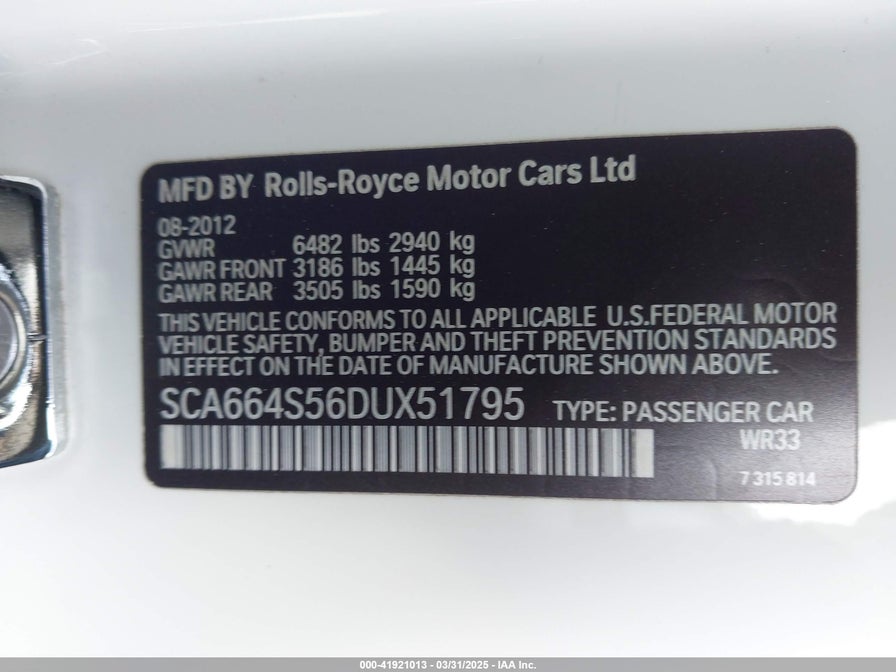 MFD BY Rolls-Royce Motor Cars Ltd
08-2012
GVWR 6482 lbs 2940 kg
GAWR FRONT 3186 lbs 1445 kg
GAWR REAR 3505 lbs 1590 kg
THIS VEHICLE CONFORMS TO ALL APPLICABLE U.S.FEDERAL MOTOR
VEHICLE SAFETY, BUMPER AND THEFT PREVENTION STANDARDS
IN EFFECT ON THE DATE OF MANUFACTURE SHOWN ABOVE.
SCA664S56DUX51795 TYPE: PASSENGER CAR
WR33
7 315 814
000-41921013 - 03/31/2025 - IAA Inc.